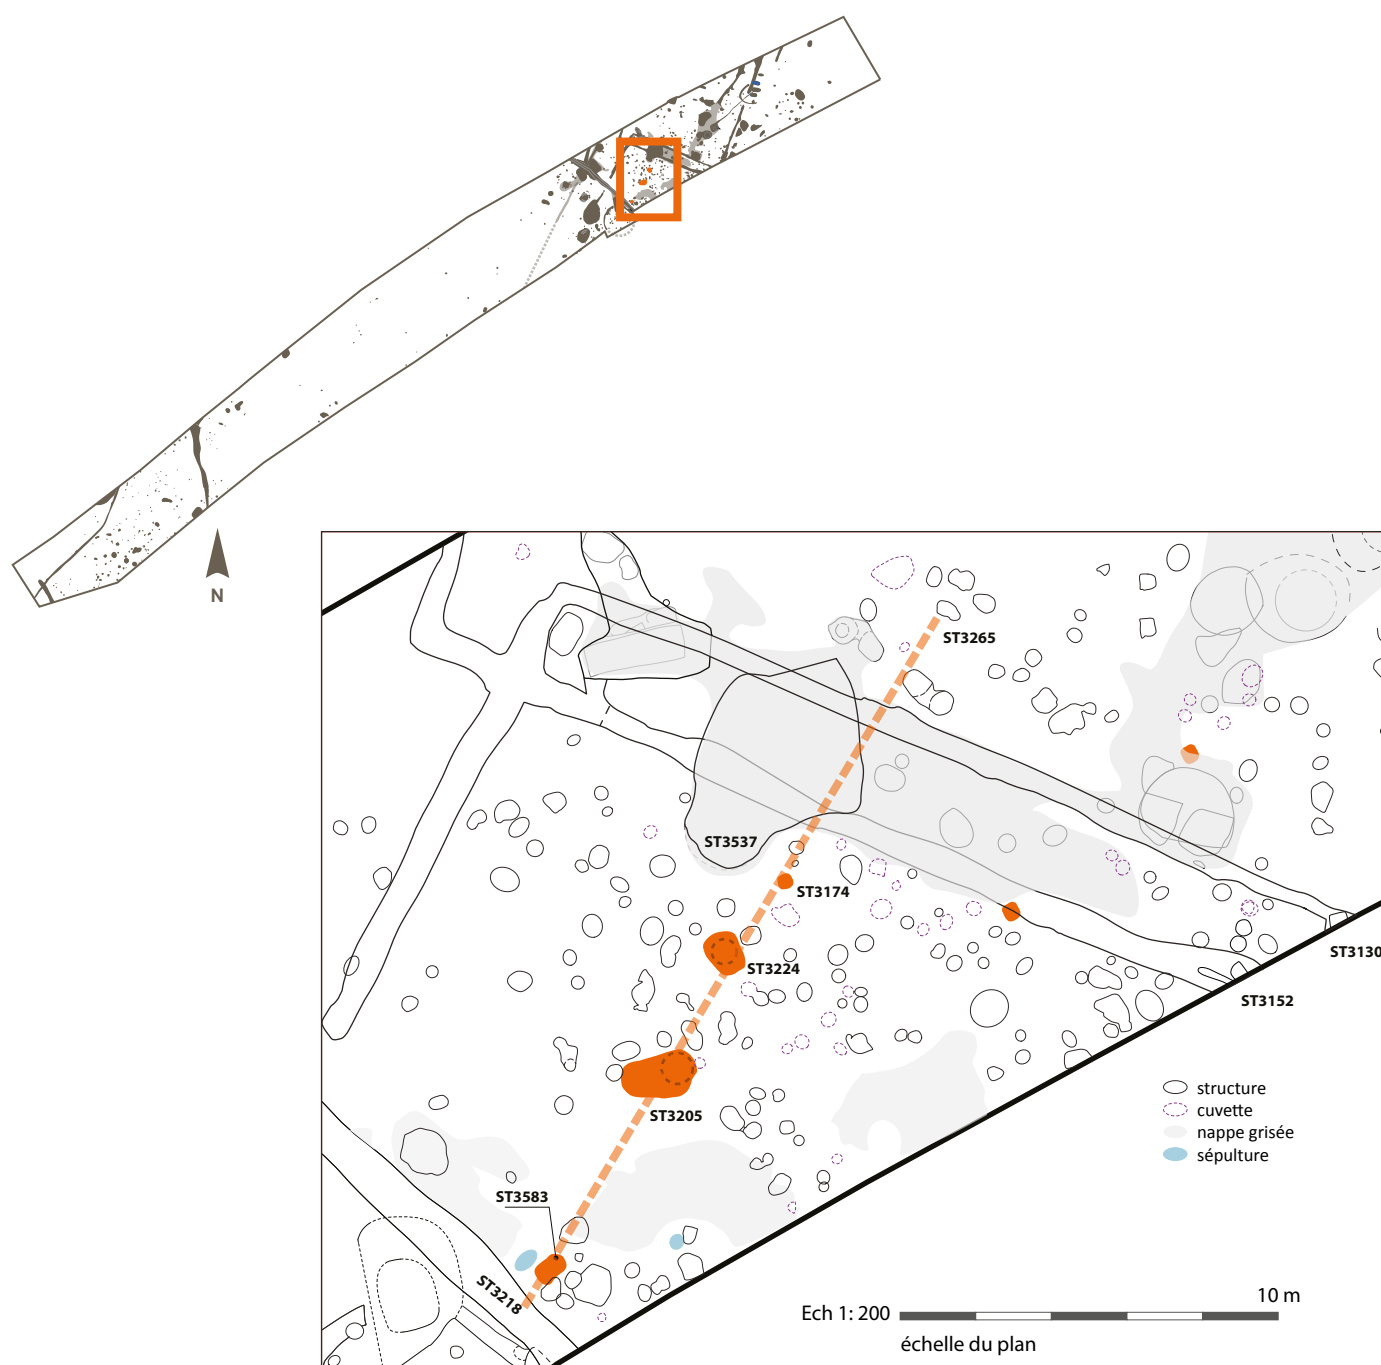 N
ST3265
ST3537
ST3174
ST3224
ST3130
ST3152
ST3205
structure
cuvette
nappe grisée
sépulture
ST3583
ST3218
Ech 1: 200
10 m
échelle du plan